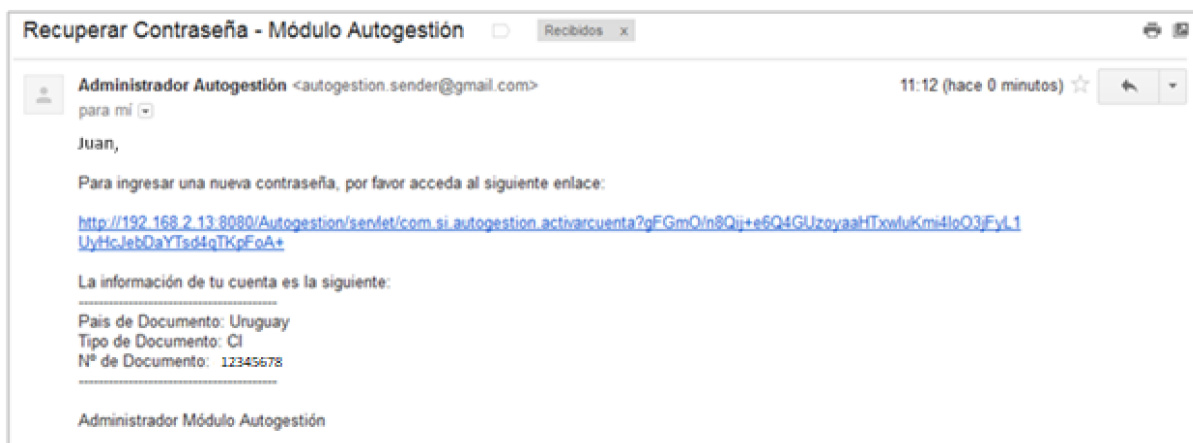 Recuperar Contraseña - Módulo Autogestión Recibidos x
Administrador Autogestión <autogestion.sender@gmail.com> 11:12 (hace 0 minutos)
para mí
Juan,
Para ingresar una nueva contraseña, por favor acceda al siguiente enlace:
http://192.168.2.13:8080/Autogestion/servlet/com.si.autogestion.activarcuenta?gFGmO/n8Qij+e6Q4GUzoyaaHTxwluKmi4loO3jFyL1
UyHcJebDaYTsd4qTKpFoA+
La información de tu cuenta es la siguiente:
------------------------------------------
Pais de Documento: Uruguay
Tipo de Documento: CI
Nº de Documento: 12345678
------------------------------------------
Administrador Módulo Autogestión